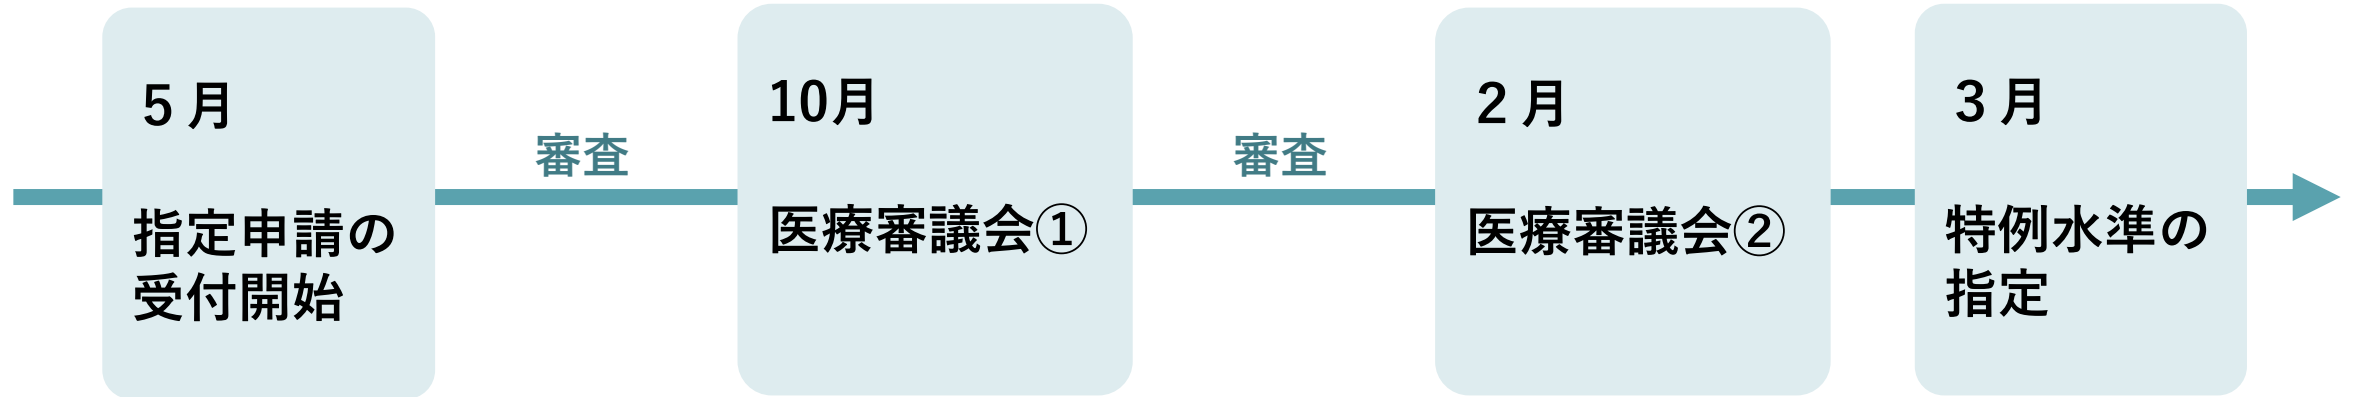 5 月
指定申請の
受付開始
審査
10月
医療審議会①
審査
2 月
医療審議会②
3 月
特例水準の
指定